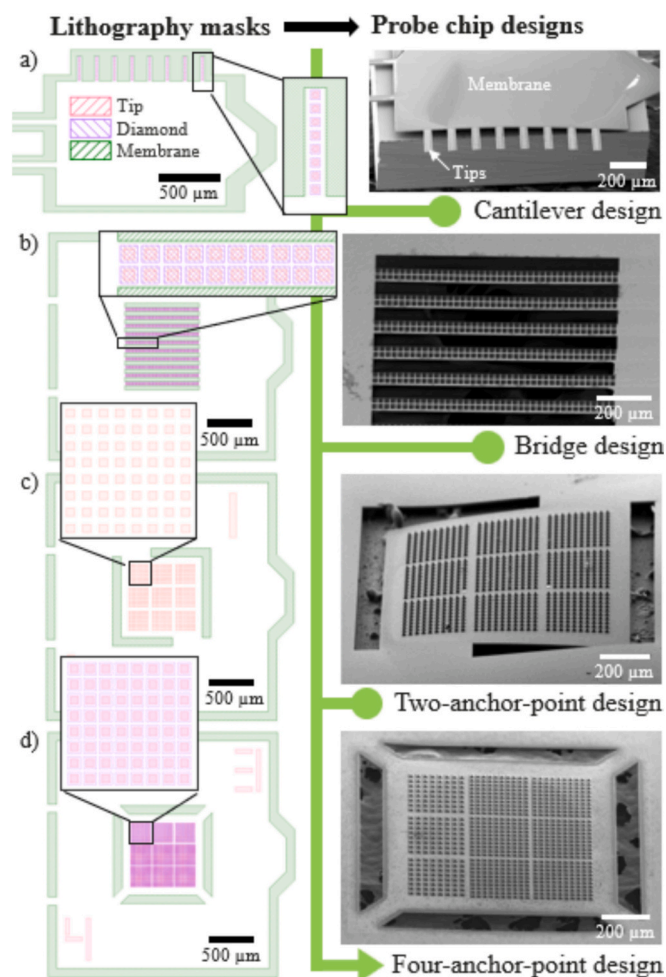 Lithography masks
Probe chip designs
a)
Tip
Diamond
Membrane
500 µm
Membrane
Tips
200 µm
Cantilever design
b)
500 µm
200 µm
Bridge design
c)
500 µm
200 µm
Two-anchor-point design
d)
500 µm
200 µm
Four-anchor-point design